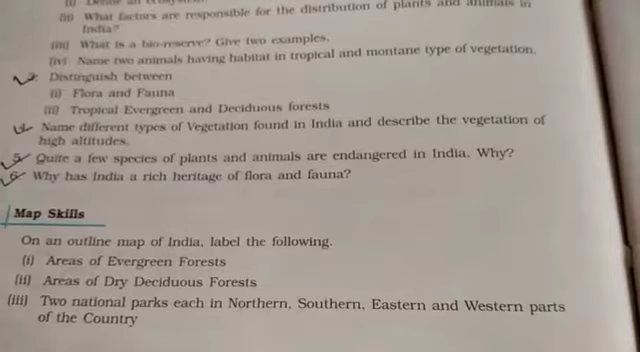 (i) Define an ecosystem
(ii) What factors are responsible for the distribution of plants and animals in
India?
(iii) What is a bio-reserve? Give two examples.
(iv) Name two animals having habitat in tropical and montane type of vegetation.
Distinguish between
(i) Flora and Fauna
(ii) Tropical Evergreen and Deciduous forests
Name different types of Vegetation found in India and describe the vegetation of
high altitudes.
5. Quite a few species of plants and animals are endangered in India. Why?
6. Why has India a rich heritage of flora and fauna?
Map Skills
On an outline map of India, label the following.
(i) Areas of Evergreen Forests
(ii) Areas of Dry Deciduous Forests
(iii) Two national parks each in Northern, Southern, Eastern and Western parts
of the Country